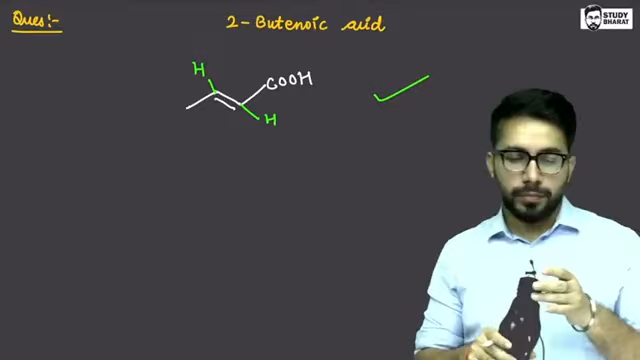 Ques:-
2-Butenoic acid
STUDY
BHARAT
H
COOH
H